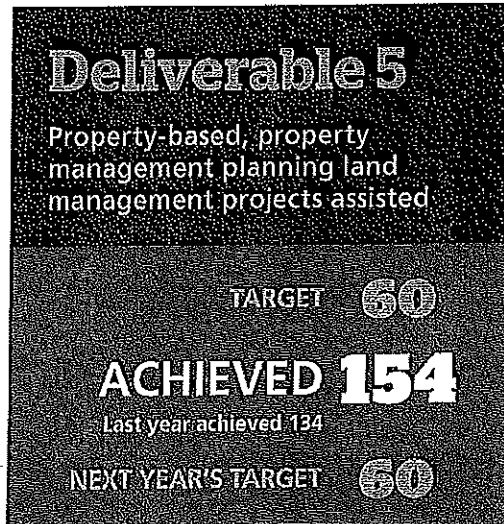 Deliverable 5
Property-based, property
management planning land
management projects assisted
TARGET 60
ACHIEVED 154
Last year achieved 134
NEXT YEAR'S TARGET 60